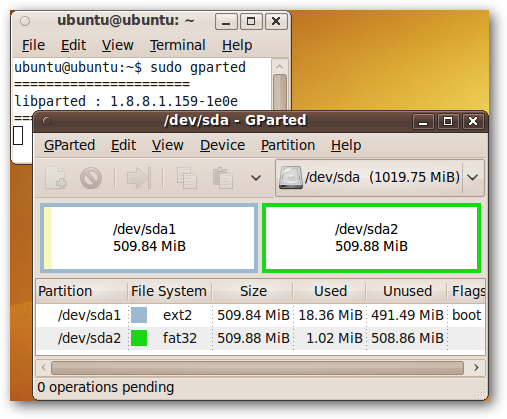 ubuntu@ubuntu: ~
File Edit View Terminal Help
ubuntu@ubuntu:~$ sudo gparted
======================
libparted : 1.8.8.1.159-1e0e
/dev/sda - GParted
GParted Edit View Device Partition Help
/dev/sda (1019.75 MiB)
/dev/sda1
509.84 MiB
/dev/sda2
509.88 MiB
Partition File System Size Used Unused Flags
/dev/sda1 ext2 509.84 MiB 18.36 MiB 491.49 MiB boot
/dev/sda2 fat32 509.88 MiB 1.02 MiB 508.86 MiB
0 operations pending